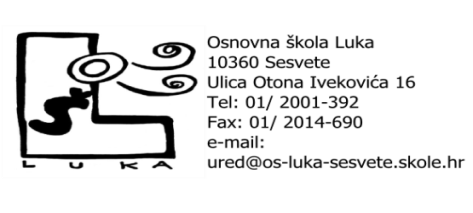 Osnovna škola Luka
10360 Sesvete
Ulica Otona Ivekovića 16
Tel: 01/ 2001-392
Fax: 01/ 2014-690
e-mail:
ured@os-luka-sesvete.skole.hr
LUKA